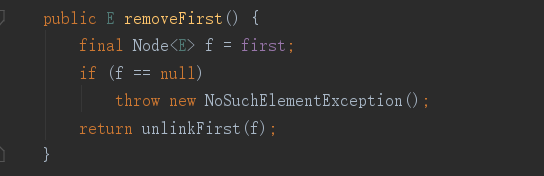 public E removeFirst() {
    final Node<E> f = first;
    if (f == null)
        throw new NoSuchElementException();
    return unlinkFirst(f);
}